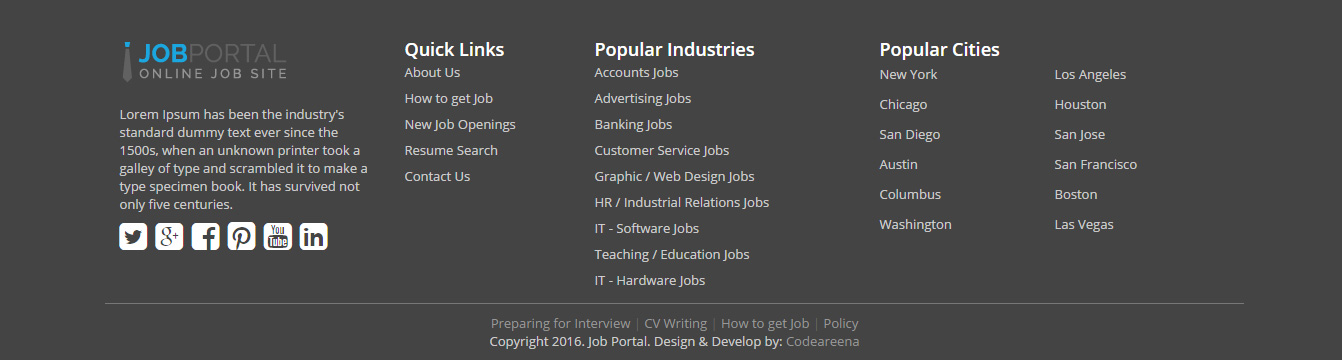 JOBPORTAL
ONLINE JOB SITE
Lorem Ipsum has been the industry's
standard dummy text ever since the
1500s, when an unknown printer took a
galley of type and scrambled it to make a
type specimen book. It has survived not
only five centuries.
g+ f P You Tube in
Quick Links
About Us
How to get Job
New Job Openings
Resume Search
Contact Us
Popular Industries
Accounts Jobs
Advertising Jobs
Banking Jobs
Customer Service Jobs
Graphic / Web Design Jobs
HR / Industrial Relations Jobs
IT - Software Jobs
Teaching / Education Jobs
IT - Hardware Jobs
Popular Cities
New York Los Angeles
Chicago Houston
San Diego San Jose
Austin San Francisco
Columbus Boston
Washington Las Vegas
Preparing for Interview | CV Writing | How to get Job | Policy
Copyright 2016. Job Portal. Design & Develop by: Codeareena